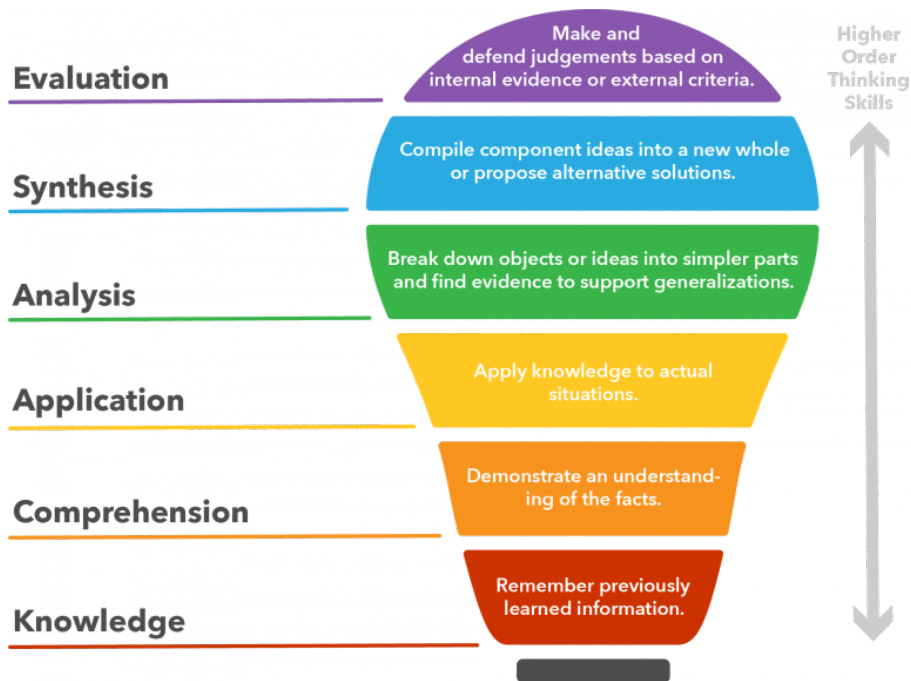 Evaluation
Make and
defend judgements based on
internal evidence or external criteria.
Higher
Order
Thinking
Skills
Synthesis
Compile component ideas into a new whole
or propose alternative solutions.
Analysis
Break down objects or ideas into simpler parts
and find evidence to support generalizations.
Application
Apply knowledge to actual
situations.
Comprehension
Demonstrate an understand-
ing of the facts.
Knowledge
Remember previously
learned information.